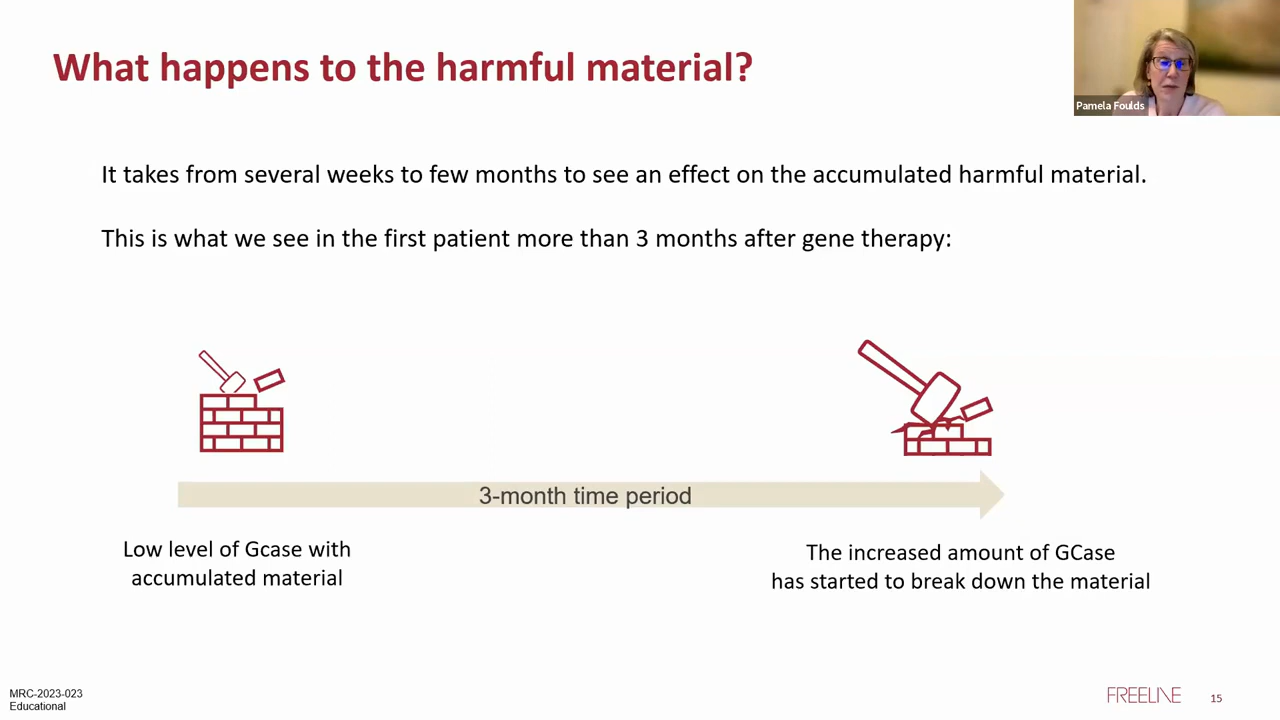 What happens to the harmful material?
Pamela Foulds
It takes from several weeks to few months to see an effect on the accumulated harmful material.
This is what we see in the first patient more than 3 months after gene therapy:
3-month time period
Low level of Gcase with
accumulated material
The increased amount of GCase
has started to break down the material
MRC-2023-023
Educational
FREELINE
15